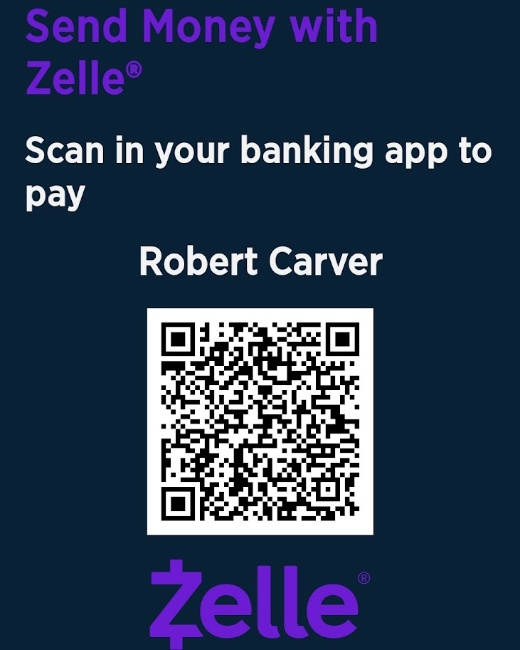 Send Money with
Zelle®
Scan in your banking app to
pay
Robert Carver
Zelle®